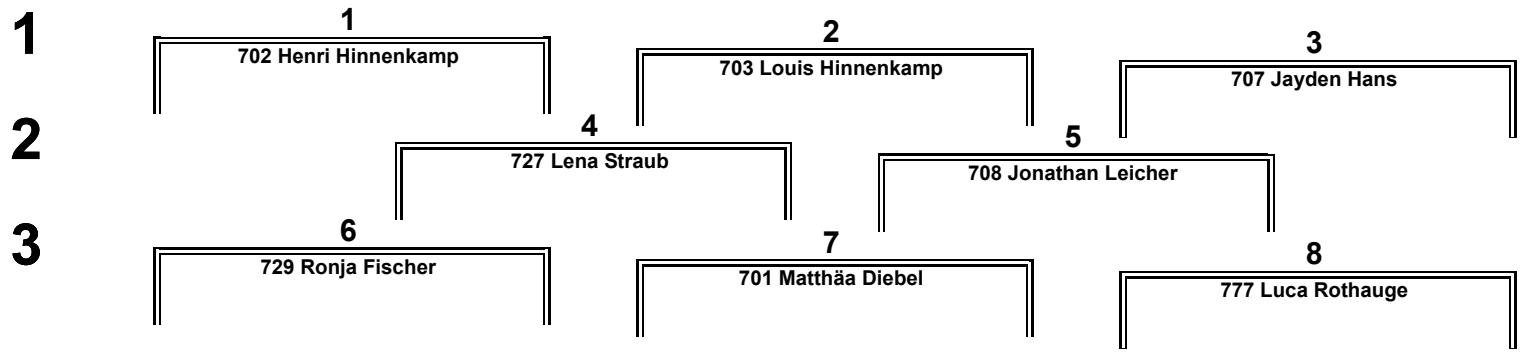 1
1
702 Henri Hinnenkamp
2
703 Louis Hinnenkamp
3
707 Jayden Hans
2
4
727 Lena Straub
5
708 Jonathan Leicher
3
6
729 Ronja Fischer
7
701 Matthäa Diebel
8
777 Luca Rothauge